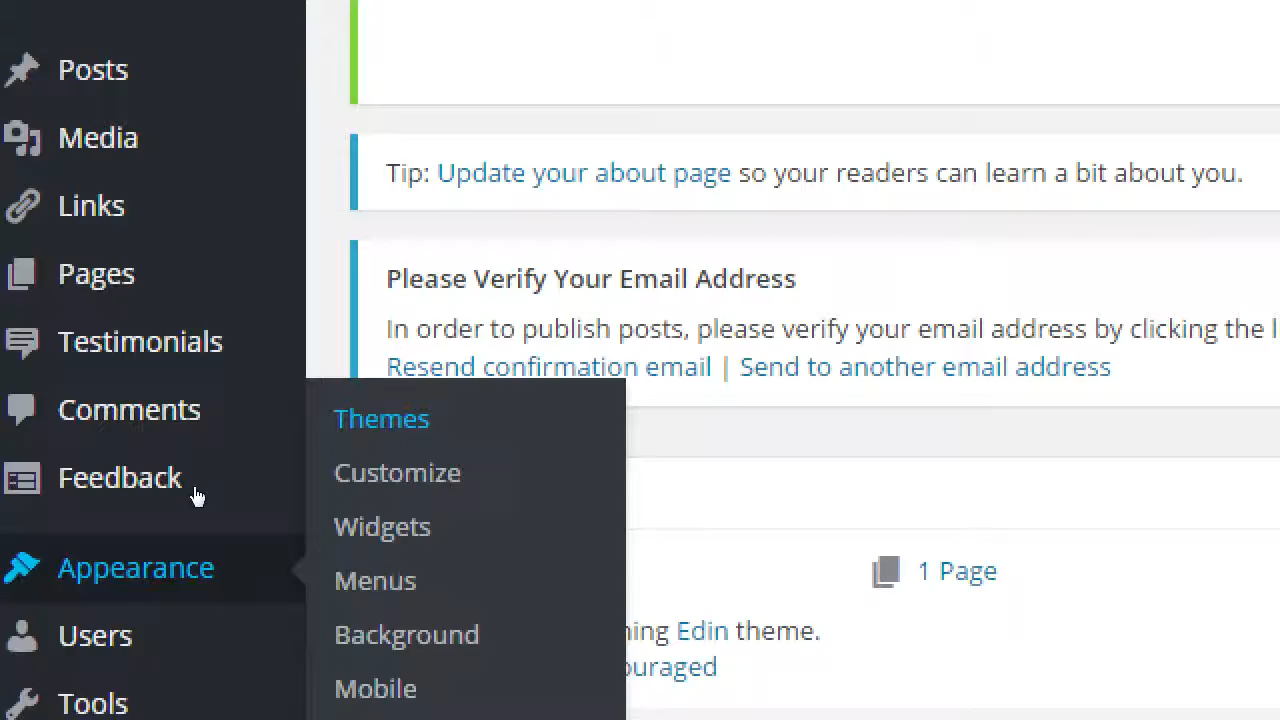 Posts
Media
Links
Pages
Testimonials
Comments
Feedback
Appearance
Users
Tools
Themes
Customize
Widgets
Menus
Background
Mobile
Tip: Update your about page so your readers can learn a bit about you.
Please Verify Your Email Address
In order to publish posts, please verify your email address by clicking the
Resend confirmation email | Send to another email address
1 Page
Edin theme.